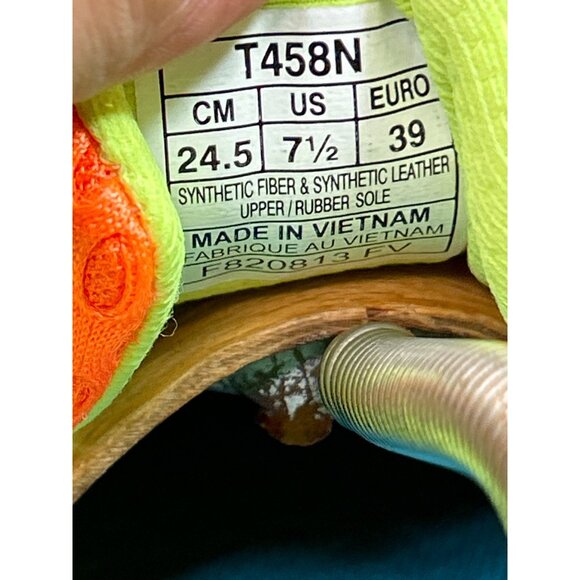 T458N
CM US EURO
24.5 7½ 39
SYNTHETIC FIBER & SYNTHETIC LEATHER
UPPER / RUBBER SOLE
MADE IN VIETNAM
FABRIQUE AU VIETNAM
F820813 FV